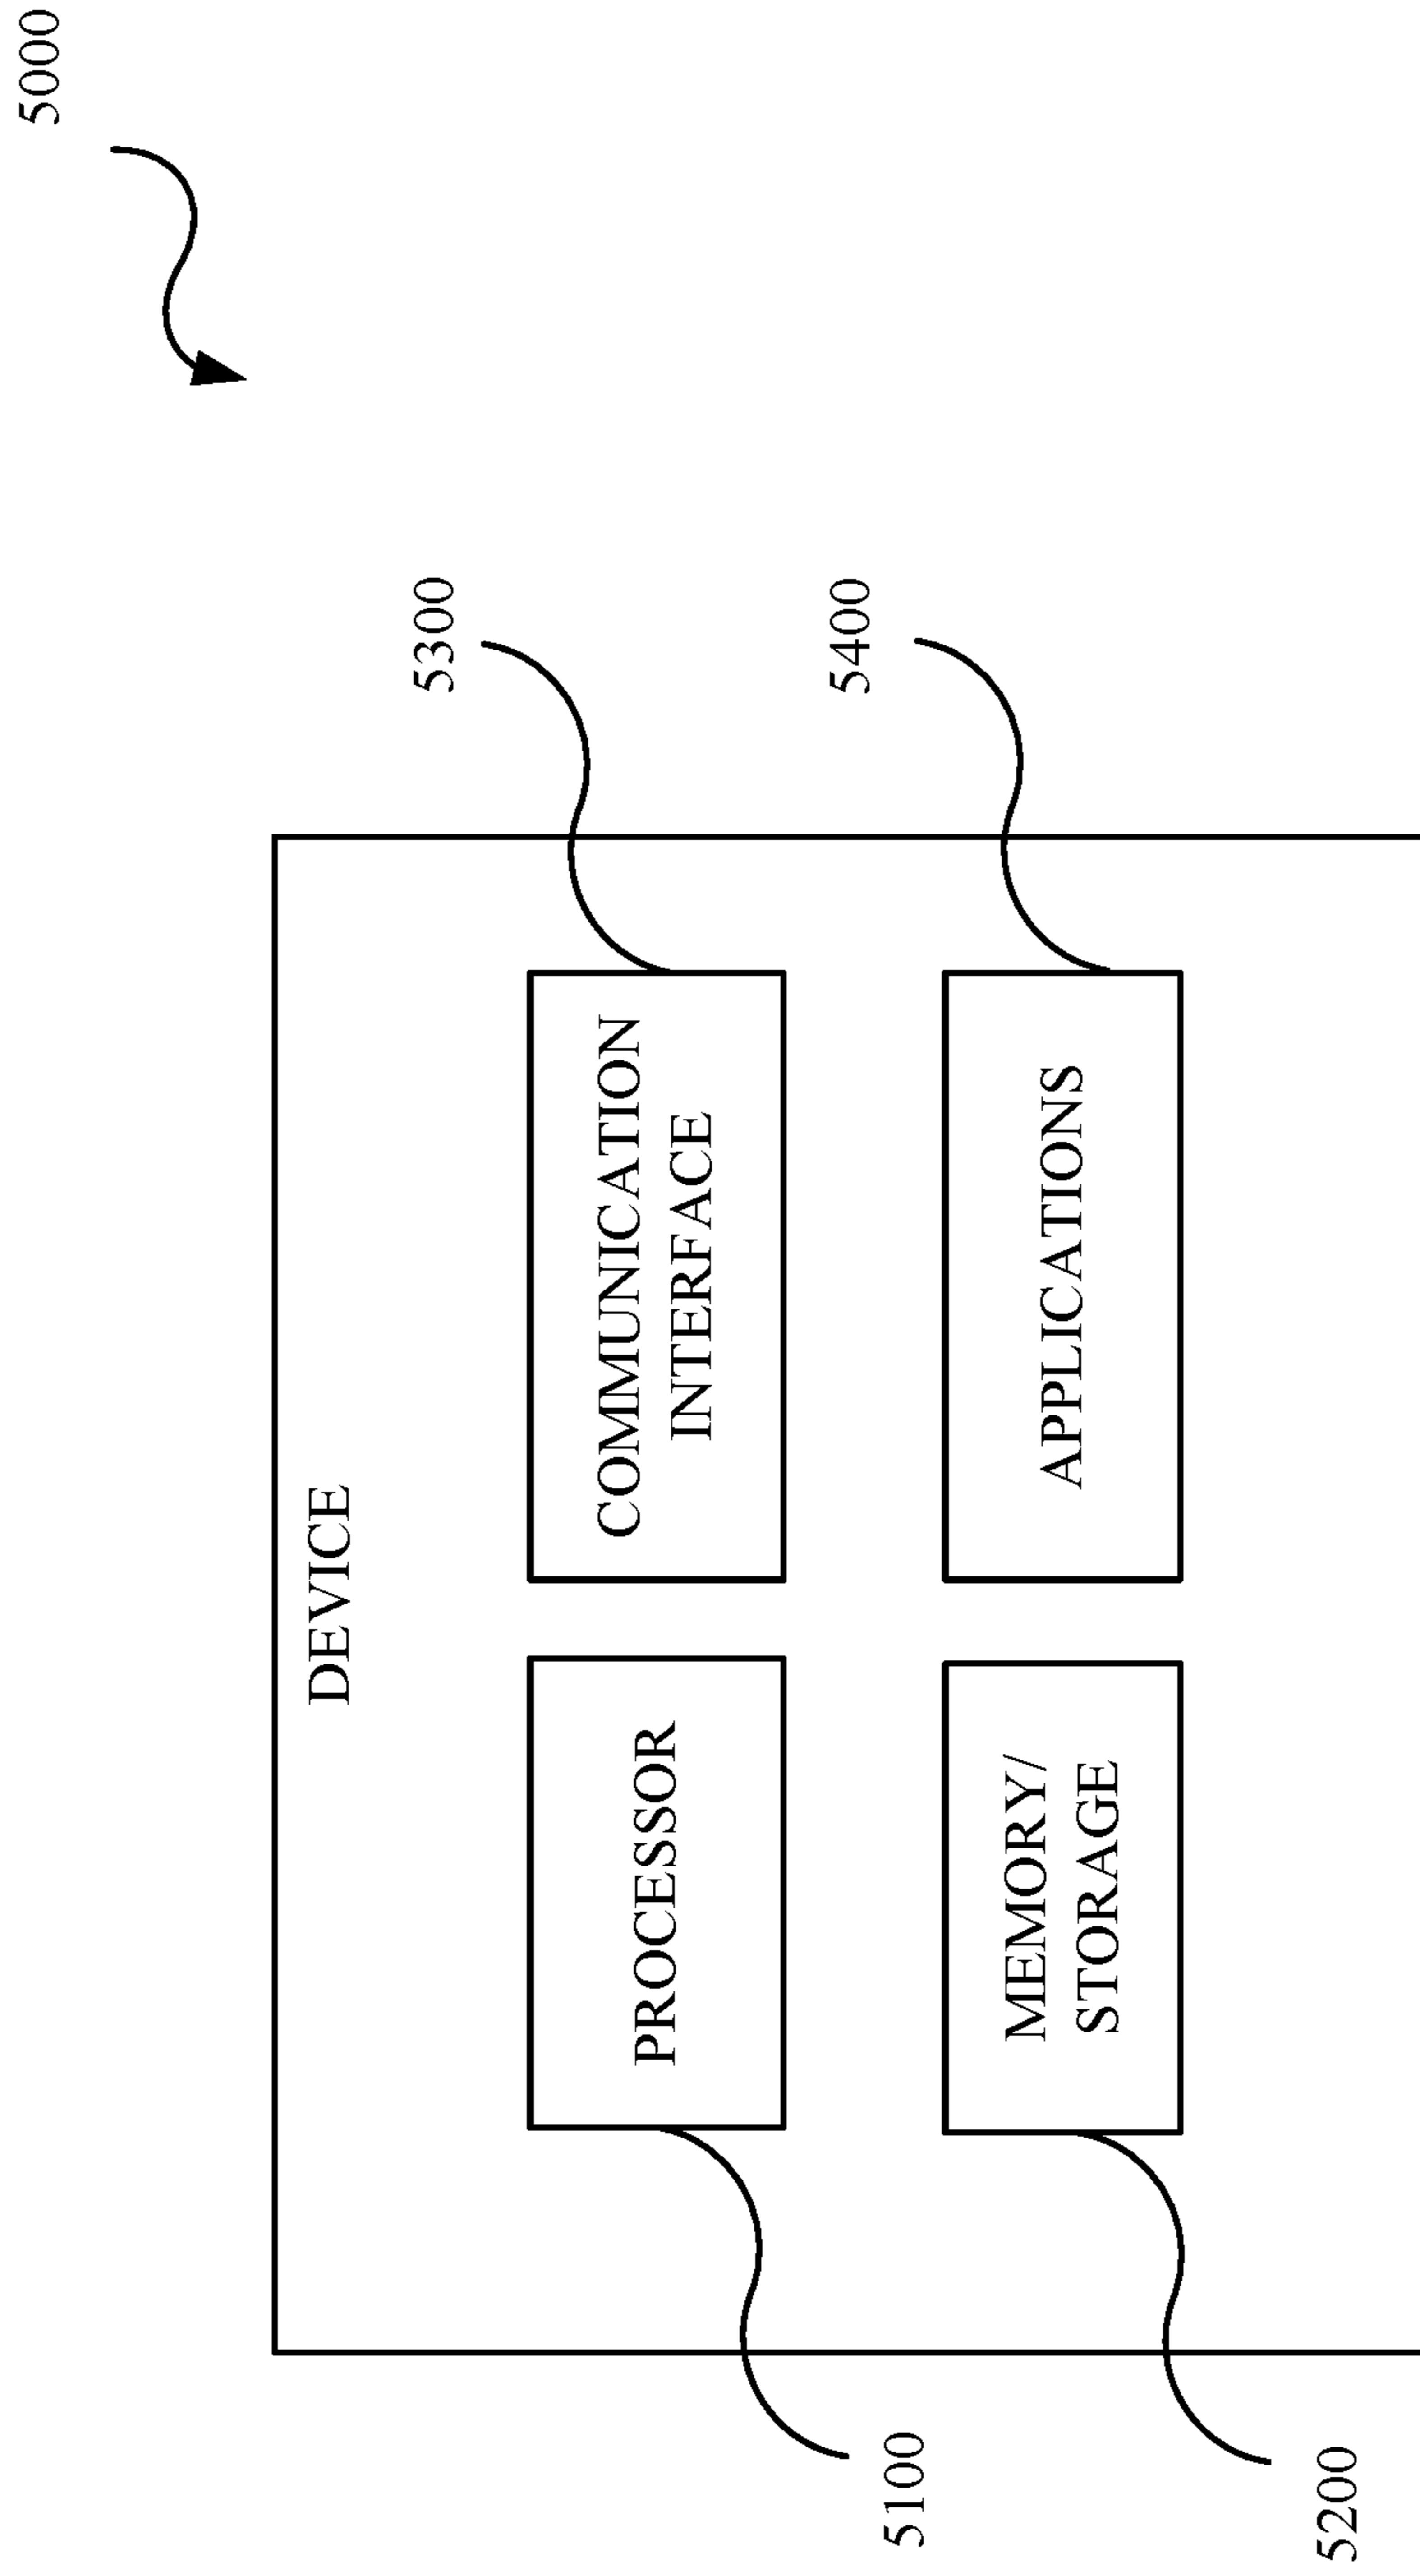 5000
DEVICE
5300
PROCESSOR
COMMUNICATION
INTERFACE
5400
5100
MEMORY/
STORAGE
APPLICATIONS
5200